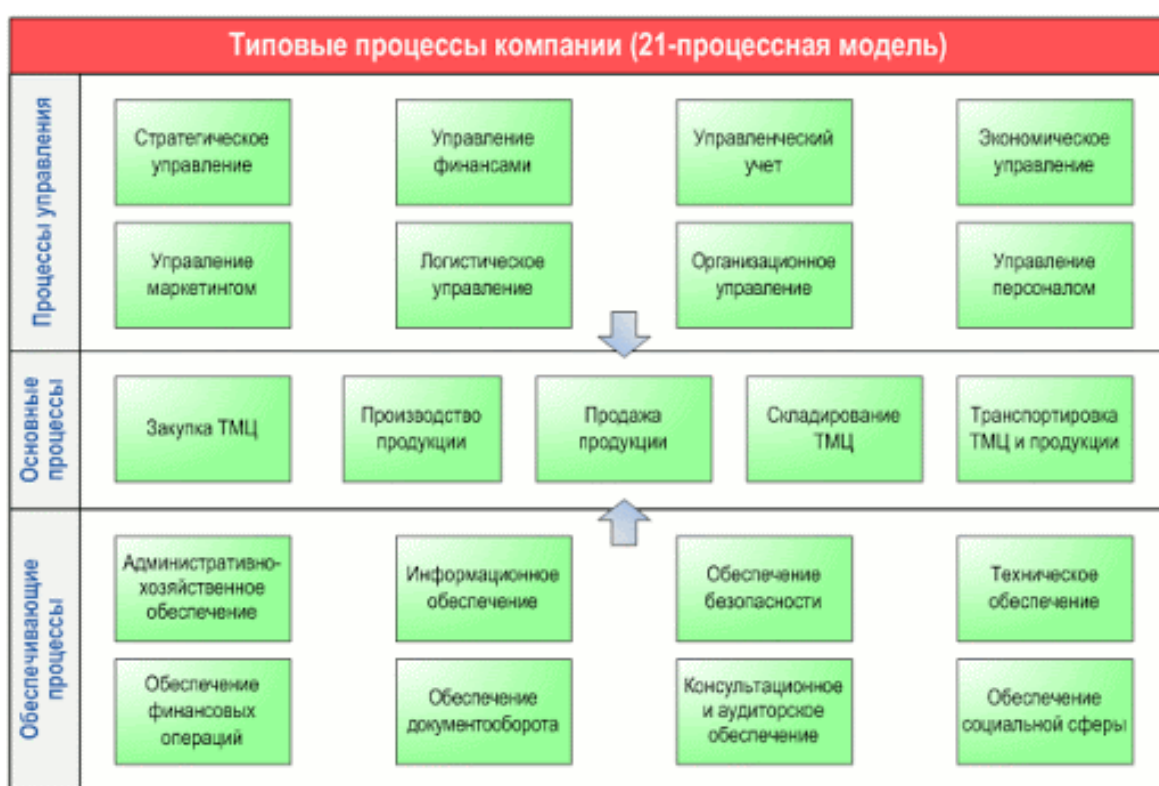 Типовые процессы компании (21-процессная модель)
Процессы управления
Стратегическое
управление
Управление
финансами
Управленческий
учет
Экономическое
управление
Управление
маркетингом
Логистическое
управление
Организационное
управление
Управление
персоналом
Основные
процессы
Закупка ТМЦ
Производство
продукции
Продажа
продукции
Складирование
ТМЦ
Транспортировка
ТМЦ и продукции
Обеспечивающие
процессы
Административно-
хозяйственное
обеспечение
Информационное
обеспечение
Обеспечение
безопасности
Техническое
обеспечение
Обеспечение
финансовых
операций
Обеспечение
документооборота
Консультационное
и аудиторское
обеспечение
Обеспечение
социальной сферы